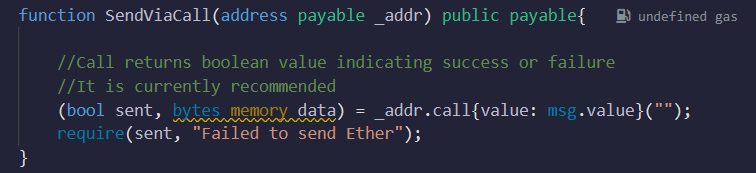 function SendViaCall(address payable _addr) public payable{ undefined gas
//Call returns boolean value indicating success or failure
//It is currently recommended
(bool sent, bytes memory data) = _addr.call{value: msg.value}("");
require(sent, "Failed to send Ether");
}